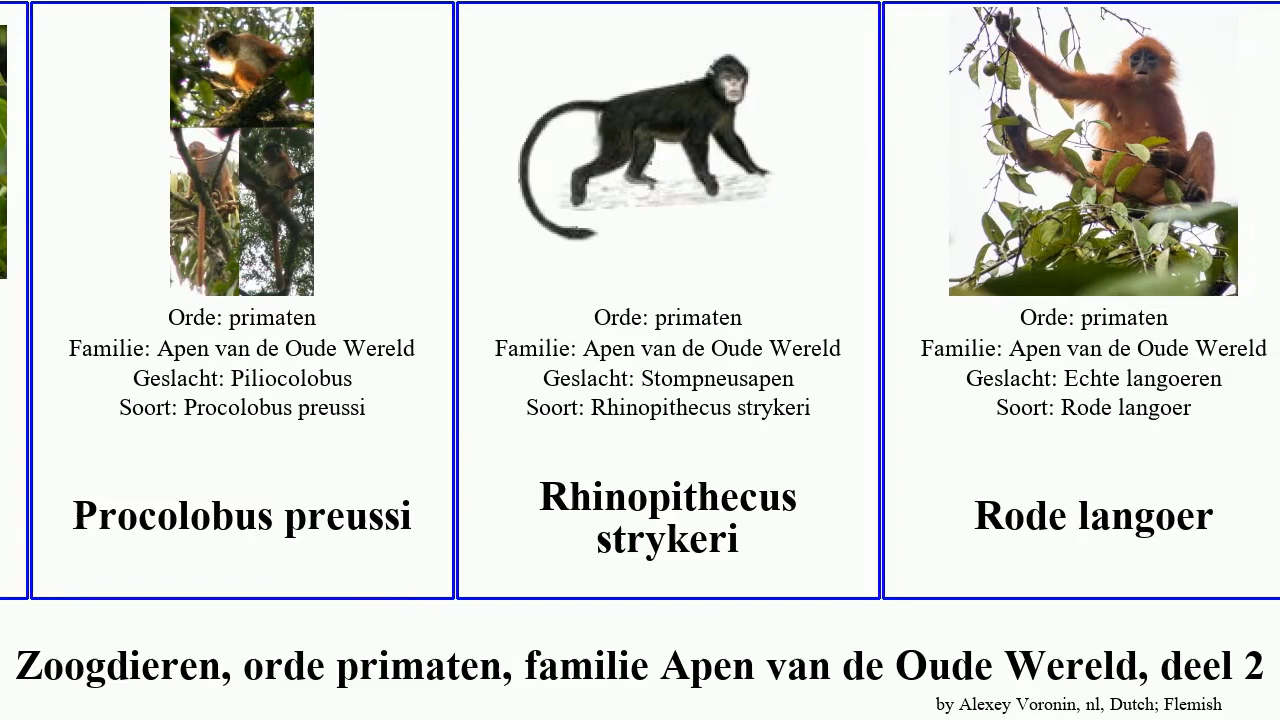 Orde: primaten
Familie: Apen van de Oude Wereld
Geslacht: Piliocolobus
Soort: Procolobus preussi
Procolobus preussi
Orde: primaten
Familie: Apen van de Oude Wereld
Geslacht: Stompneusapen
Soort: Rhinopithecus strykeri
Rhinopithecus
strykeri
Orde: primaten
Familie: Apen van de Oude Wereld
Geslacht: Echte langoeren
Soort: Rode langoer
Rode langoer
Zoogdieren, orde primaten, familie Apen van de Oude Wereld, deel 2
by Alexey Voronin, nl, Dutch; Flemish